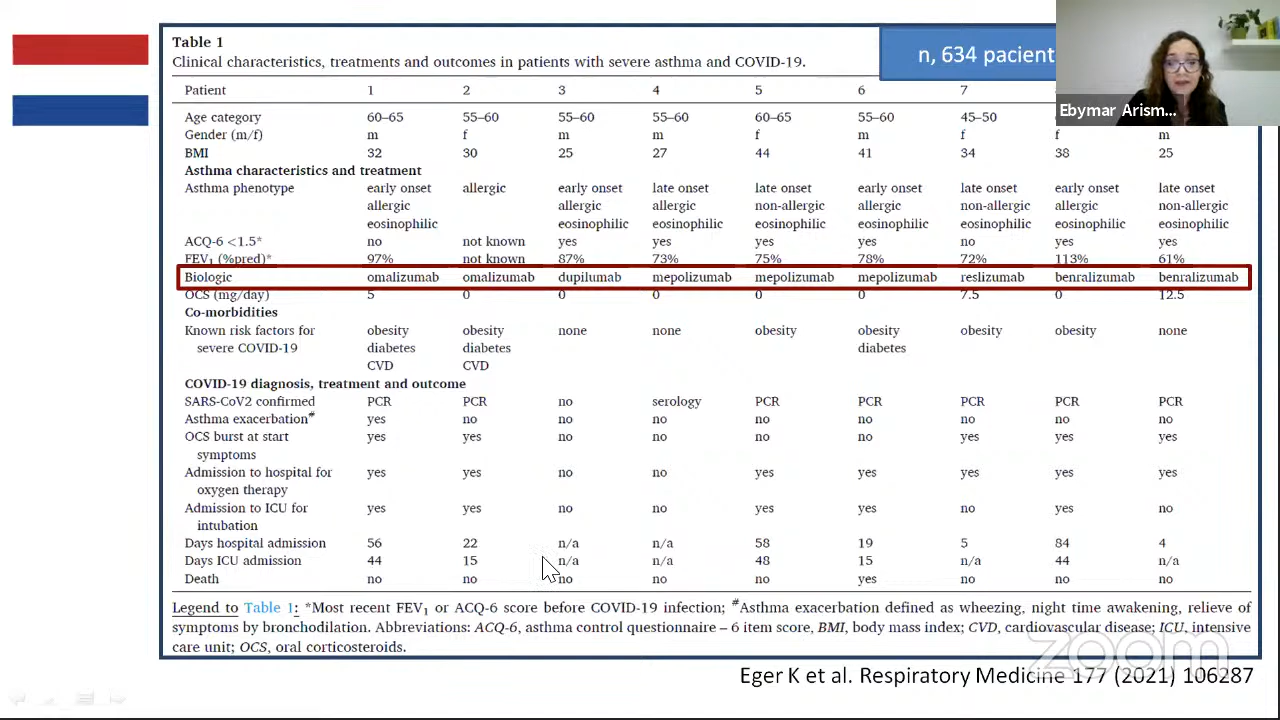 Table 1
Clinical characteristics, treatments and outcomes in patients with severe asthma and COVID-19.
n, 634 pacient
Ebymar Arism...
Patient 1 2 3 4 5 6 7
Age category 60–65 55–60 55–60 55–60 60–65 55–60 45–50
Gender (m/f) m f m m f m f f m
BMI 32 30 25 27 44 41 34 38 25
Asthma characteristics and treatment
Asthma phenotype early onset allergic early onset late onset late onset early onset late onset early onset late onset
allergic allergic allergic non-allergic allergic non-allergic allergic non-allergic
eosinophilic eosinophilic eosinophilic eosinophilic eosinophilic eosinophilic eosinophilic eosinophilic
ACQ-6 <1.5* no not known yes yes yes yes no yes yes
FEV1 (%pred)* 97% not known 87% 73% 75% 78% 72% 113% 61%
Biologic omalizumab omalizumab dupilumab mepolizumab mepolizumab mepolizumab reslizumab benralizumab benralizumab
OCS (mg/day) 5 0 0 0 0 0 7.5 0 12.5
Co-morbidities
Known risk factors for obesity obesity none none obesity obesity obesity obesity none
severe COVID-19 diabetes diabetes diabetes
CVD CVD
COVID-19 diagnosis, treatment and outcome
SARS-CoV2 confirmed PCR PCR no serology PCR PCR PCR PCR PCR
Asthma exacerbation# yes no no no no no no no no
OCS burst at start yes yes no no no no yes yes yes
symptoms
Admission to hospital for yes yes no no yes yes yes yes yes
oxygen therapy
Admission to ICU for yes yes no no yes yes no yes no
intubation
Days hospital admission 56 22 n/a n/a 58 19 5 84 4
Days ICU admission 44 15 n/a n/a 48 15 n/a 44 n/a
Death no no no no no yes no no no
Legend to Table 1: *Most recent FEV1 or ACQ-6 score before COVID-19 infection; #Asthma exacerbation defined as wheezing, night time awakening, relieve of
symptoms by bronchodilation. Abbreviations: ACQ-6, asthma control questionnaire – 6 item score, BMI, body mass index; CVD, cardiovascular disease; ICU, intensive
care unit; OCS, oral corticosteroids.
zoom
Eger K et al. Respiratory Medicine 177 (2021) 106287